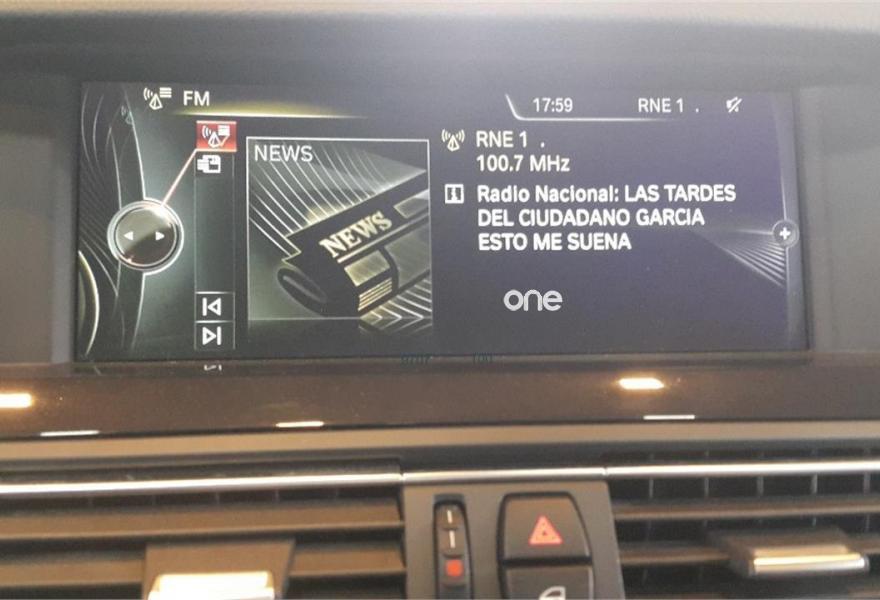 FM
17:59
RNE 1 .
NEWS
NEWS
RNE 1 .
100.7 MHz
Radio Nacional: LAS TARDES
DEL CIUDADANO GARCIA
ESTO ME SUENA
one